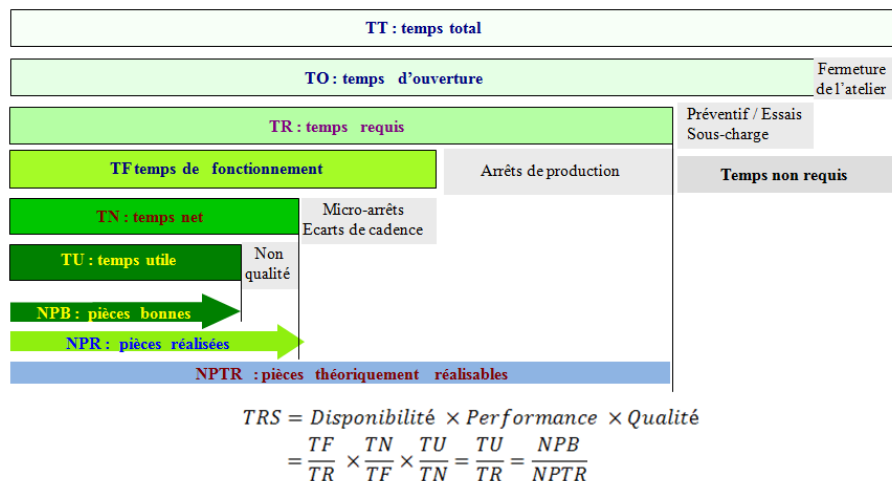 TT : temps total
TO : temps d'ouverture
Fermeture
de l'atelier
TR : temps requis
Préventif / Essais
Sous-charge
TF temps de fonctionnement
Arrêts de production
Temps non requis
TN : temps net
Micro-arrêts
Ecarts de cadence
TU : temps utile
Non
qualité
NPB : pièces bonnes
NPR : pièces réalisées
NPTR : pièces théoriquement réalisables
TRS = Disponibilité × Performance × Qualité
= TF/TR × TN/TF × TU/TN = TU/TR = NPB/NPTR